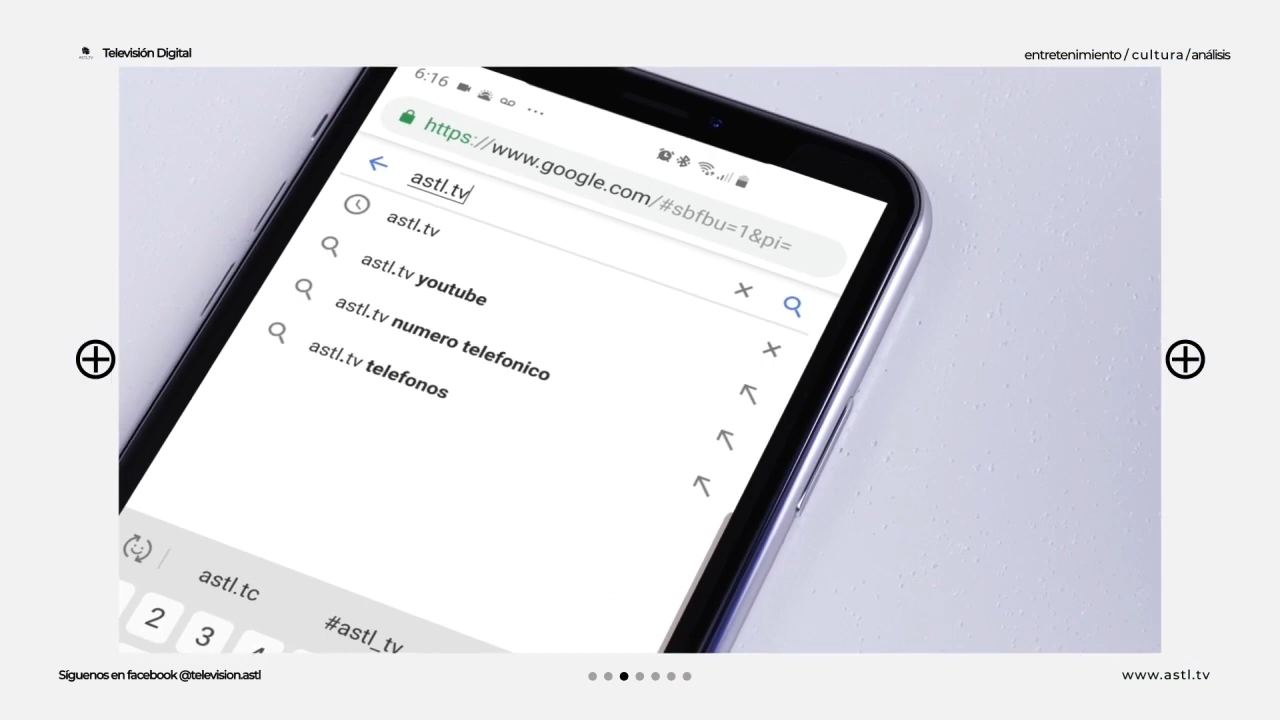 Televisión Digital
entretenimiento / cultura / análisis
6:16
https://www.google.com/#sbfbu=1&pi=
astl.tv
astl.tv
astl.tv youtube
astl.tv numero telefonico
astl.tv telefonos
astl.tc
#astl_tv
2 3 4
Síguenos en facebook @television.astl
www.astl.tv